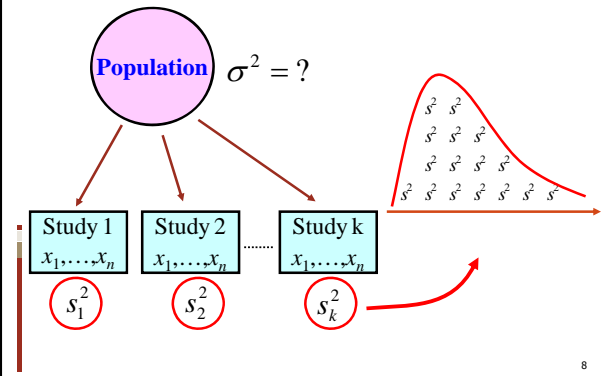 Population σ² = ?
s² s²
s² s² s²
s² s² s² s²
s² s² s² s² s² s² s²
Study 1 Study 2 ........ Study k
x₁,…,xₙ x₁,…,xₙ x₁,…,xₙ
s₁² s₂² sₖ²
8